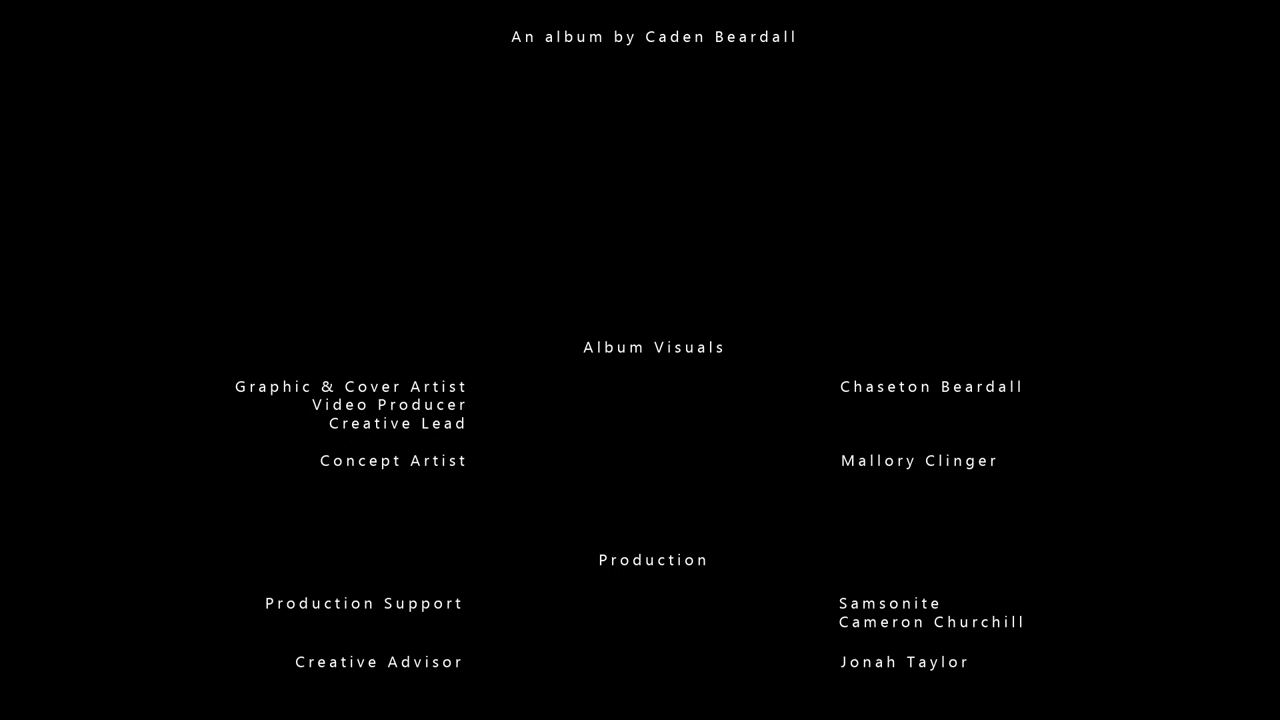 An album by Caden Beardall
Album Visuals
Graphic & Cover Artist Chaseton Beardall
Video Producer
Creative Lead
Concept Artist Mallory Clinger
Production
Production Support Samsonite
Cameron Churchill
Creative Advisor Jonah Taylor